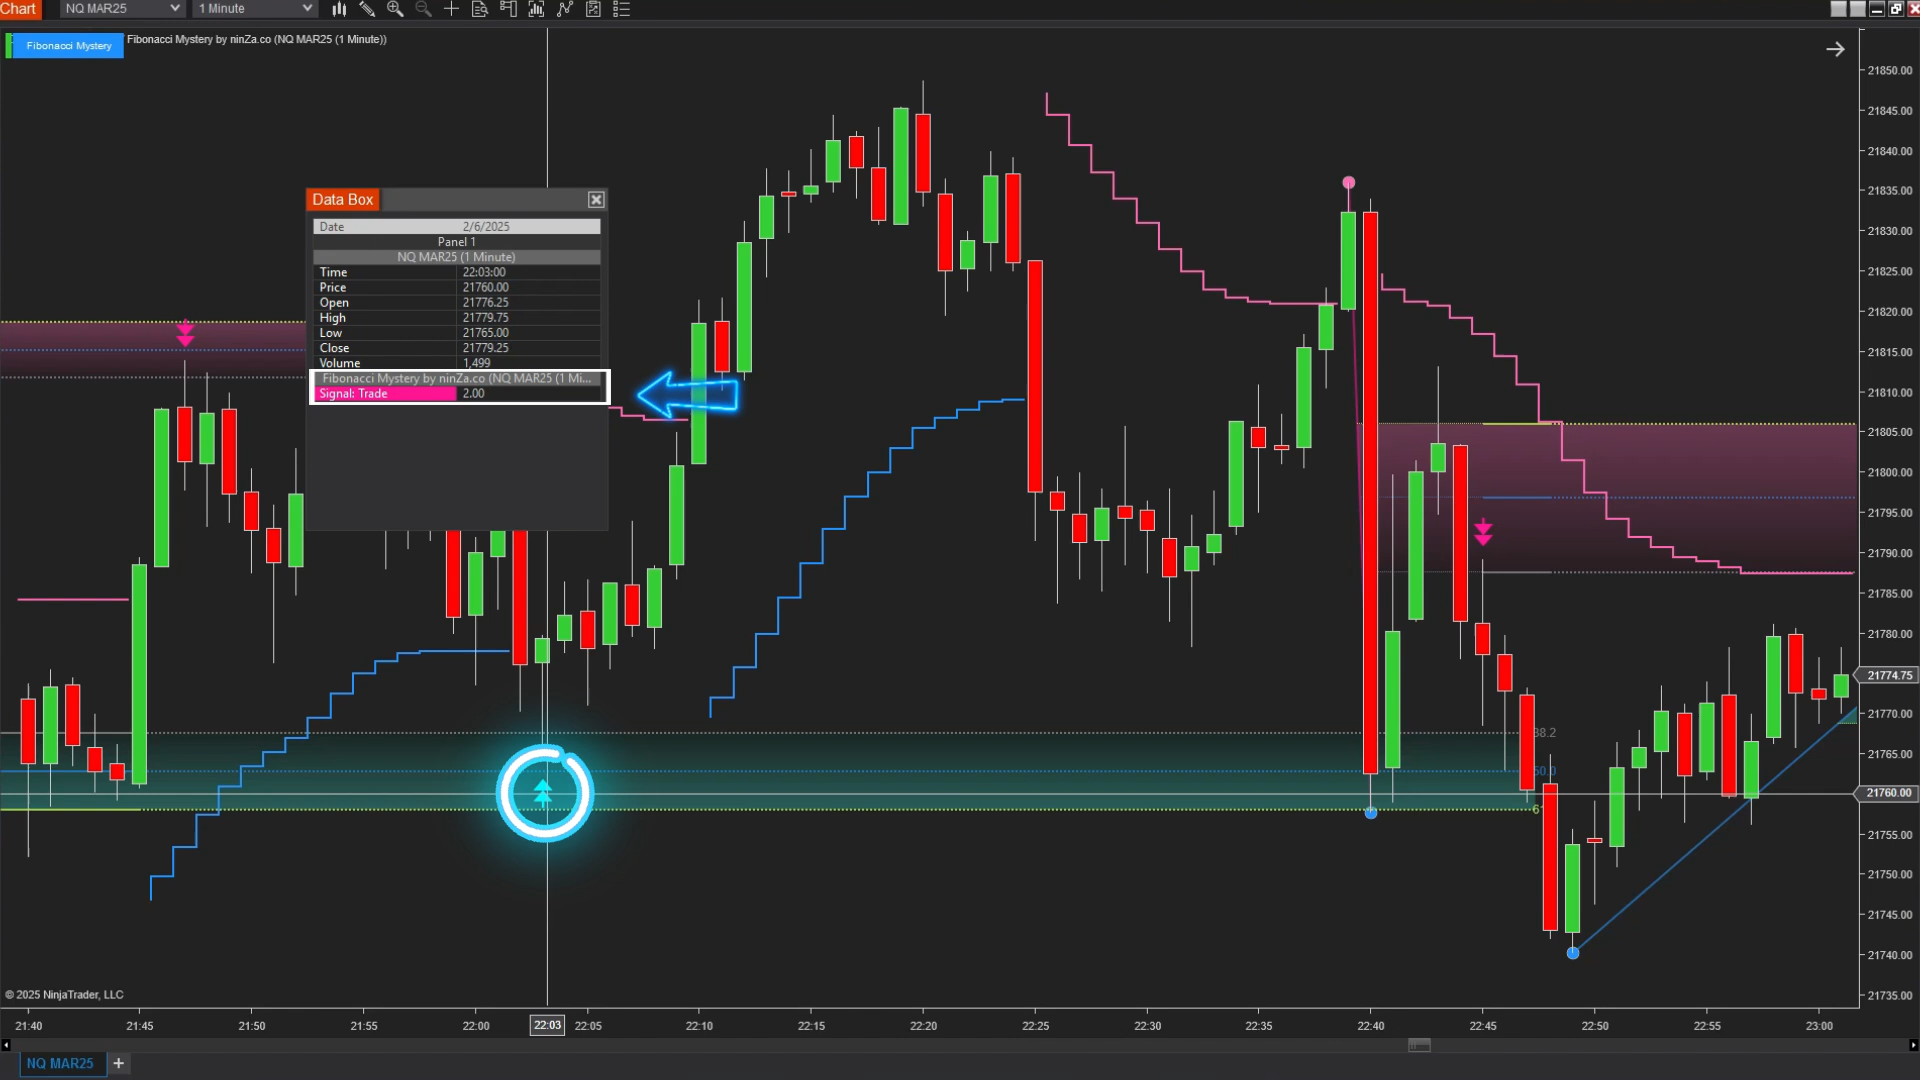 Chart NQ MAR25 1 Minute
Fibonacci Mystery Fibonacci Mystery by ninZa.co (NQ MAR25 (1 Minute))
Data Box
Date 2/6/2025
Panel 1
NQ MAR25 (1 Minute)
Time 22:03:00
Price 21760.00
Open 21776.25
High 21779.75
Low 21765.00
Close 21779.25
Volume 1,499
Fibonacci Mystery by ninZa.co (NQ MAR25 (1 Mi...
Signal: Trade 2.00
21850.00
21845.00
21840.00
21835.00
21830.00
21825.00
21820.00
21815.00
21810.00
21805.00
21800.00
21795.00
21790.00
21785.00
21780.00
21774.75
21770.00
21765.00
21760.00
21755.00
21750.00
21745.00
21740.00
21735.00
38.2
50.0
© 2025 NinjaTrader, LLC
21:40 21:45 21:50 21:55 22:00 22:03 22:05 22:10 22:15 22:20 22:25 22:30 22:35 22:40 22:45 22:50 22:55 23:00
NQ MAR25 +